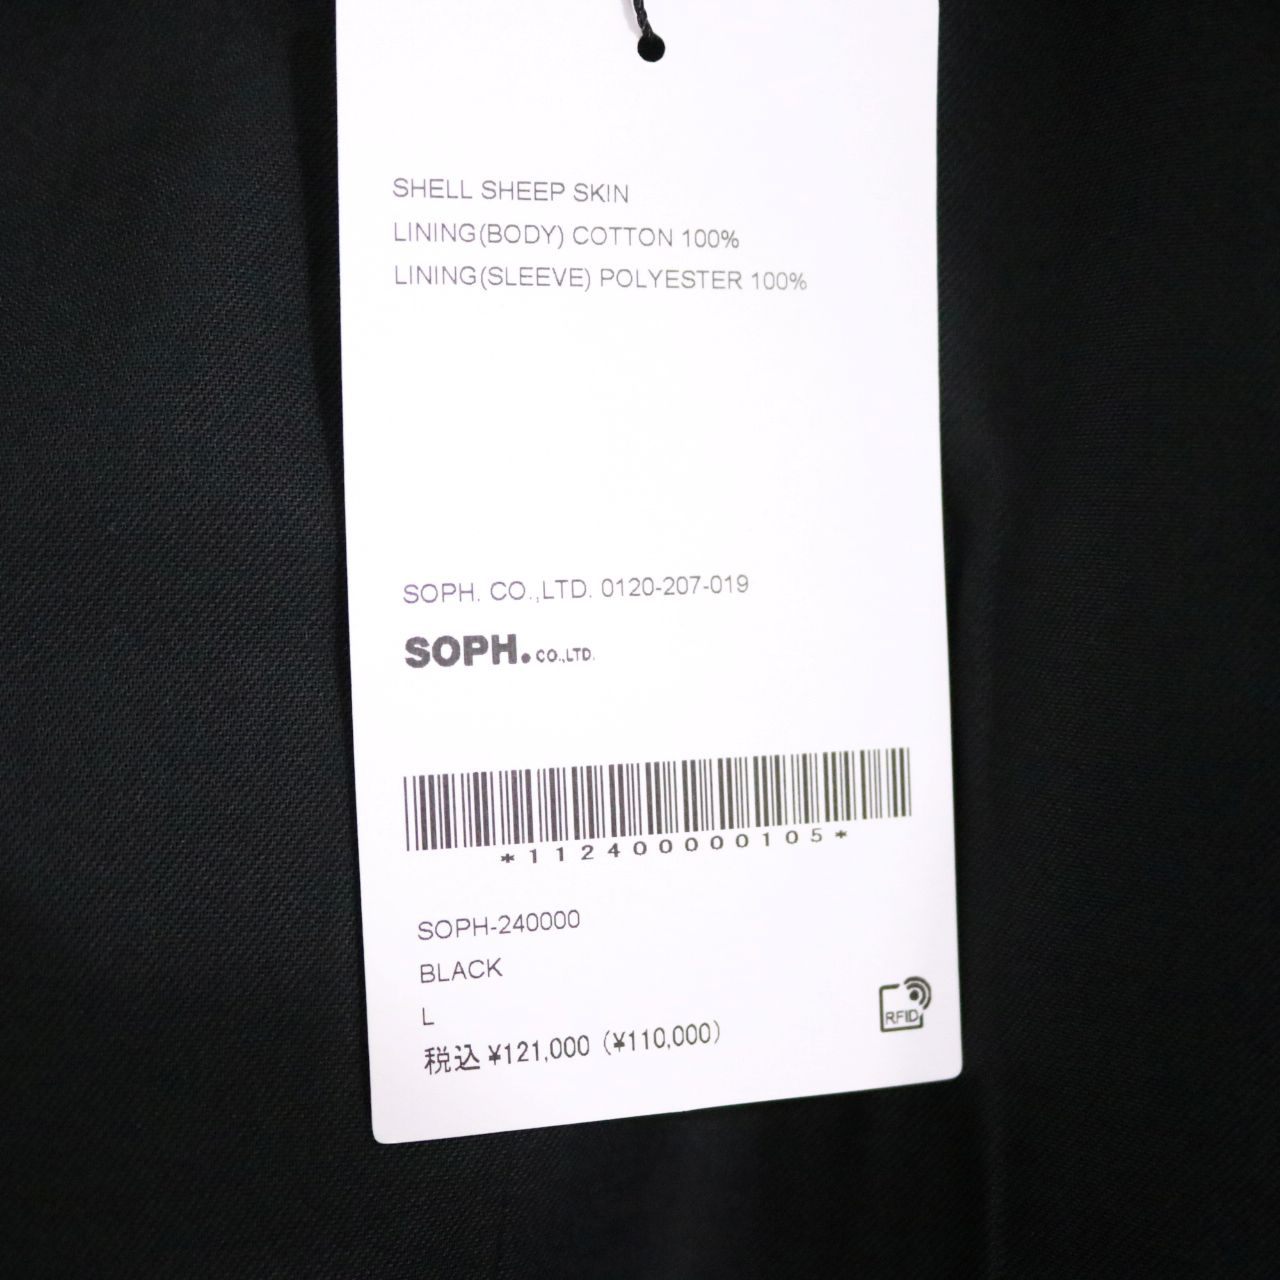 SHELL SHEEP SKIN
LINING(BODY) COTTON 100%
LINING(SLEEVE) POLYESTER 100%
SOPH. CO.,LTD. 0120-207-019
SOPH. CO.,LTD.
*112400000105*
SOPH-240000
BLACK
L
税込 ¥121,000 (¥110,000)
RFID